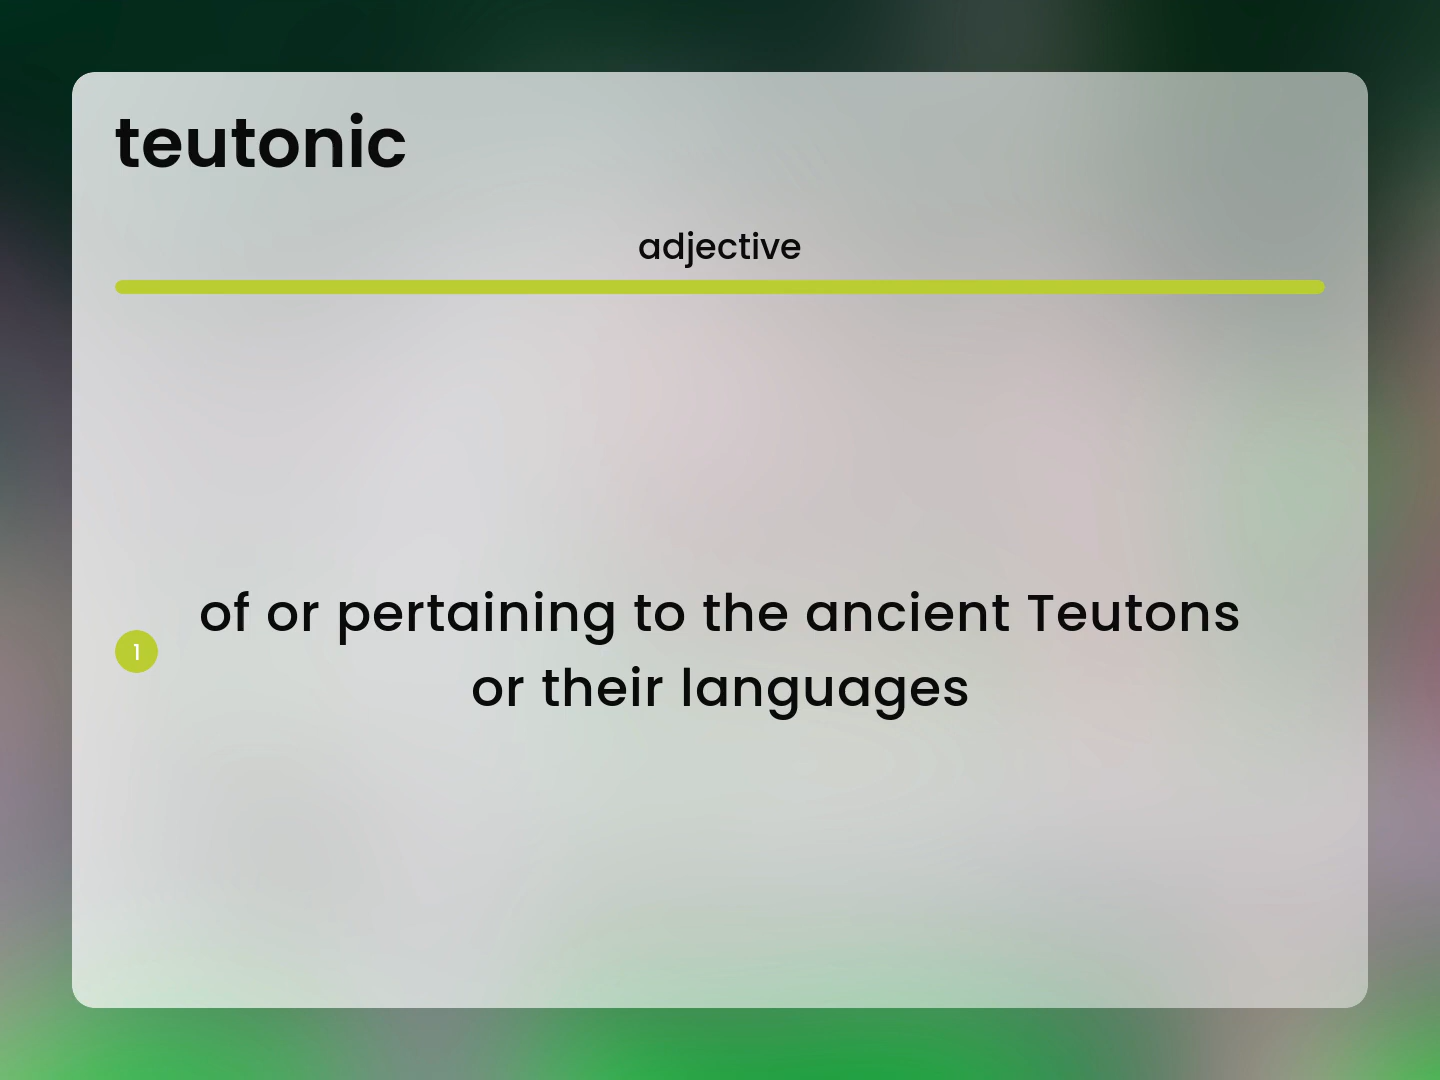 teutonic
adjective
1
of or pertaining to the ancient Teutons
or their languages